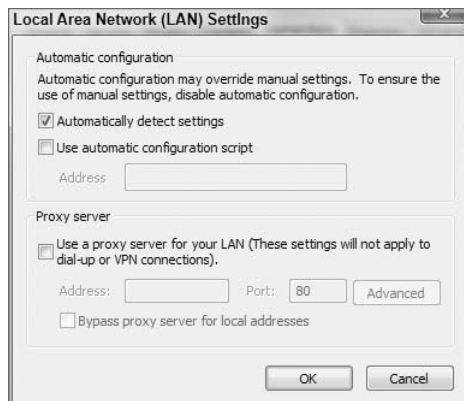 Local Area Network (LAN) Settings
Automatic configuration
Automatic configuration may override manual settings. To ensure the
use of manual settings, disable automatic configuration.
Automatically detect settings
Use automatic configuration script
Address
Proxy server
Use a proxy server for your LAN (These settings will not apply to
dial-up or VPN connections).
Address: Port: 80 Advanced
Bypass proxy server for local addresses
OK Cancel